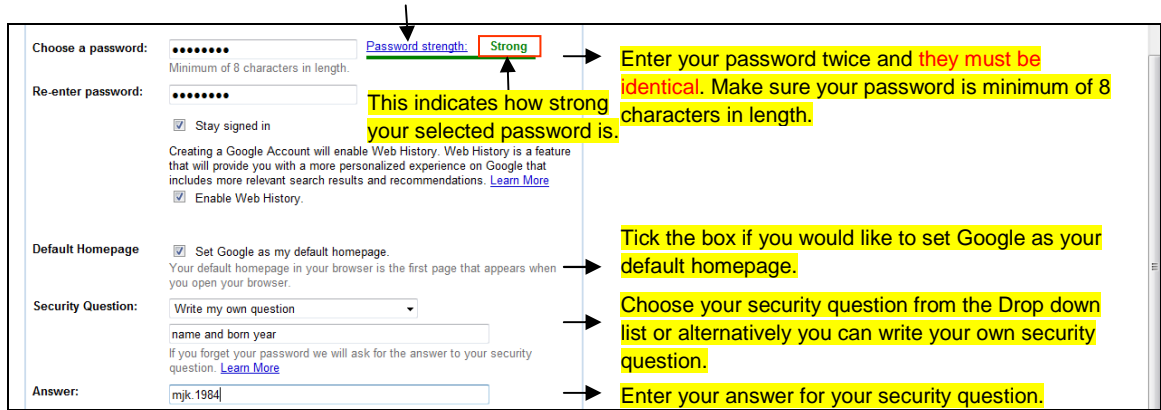 Choose a password: •••••••• Password strength: Strong
Minimum of 8 characters in length.
Re-enter password: ••••••••
Stay signed in
Creating a Google Account will enable Web History. Web History is a feature
that will provide you with a more personalized experience on Google that
includes more relevant search results and recommendations. Learn More
Enable Web History.
This indicates how strong
your selected password is.
Enter your password twice and they must be
identical. Make sure your password is minimum of 8
characters in length.
Default Homepage Set Google as my default homepage.
Your default homepage in your browser is the first page that appears when
you open your browser.
Tick the box if you would like to set Google as your
default homepage.
Security Question: Write my own question
name and born year
If you forget your password we will ask for the answer to your security
question. Learn More
Choose your security question from the Drop down
list or alternatively you can write your own security
question.
Answer: mjk.1984
Enter your answer for your security question.